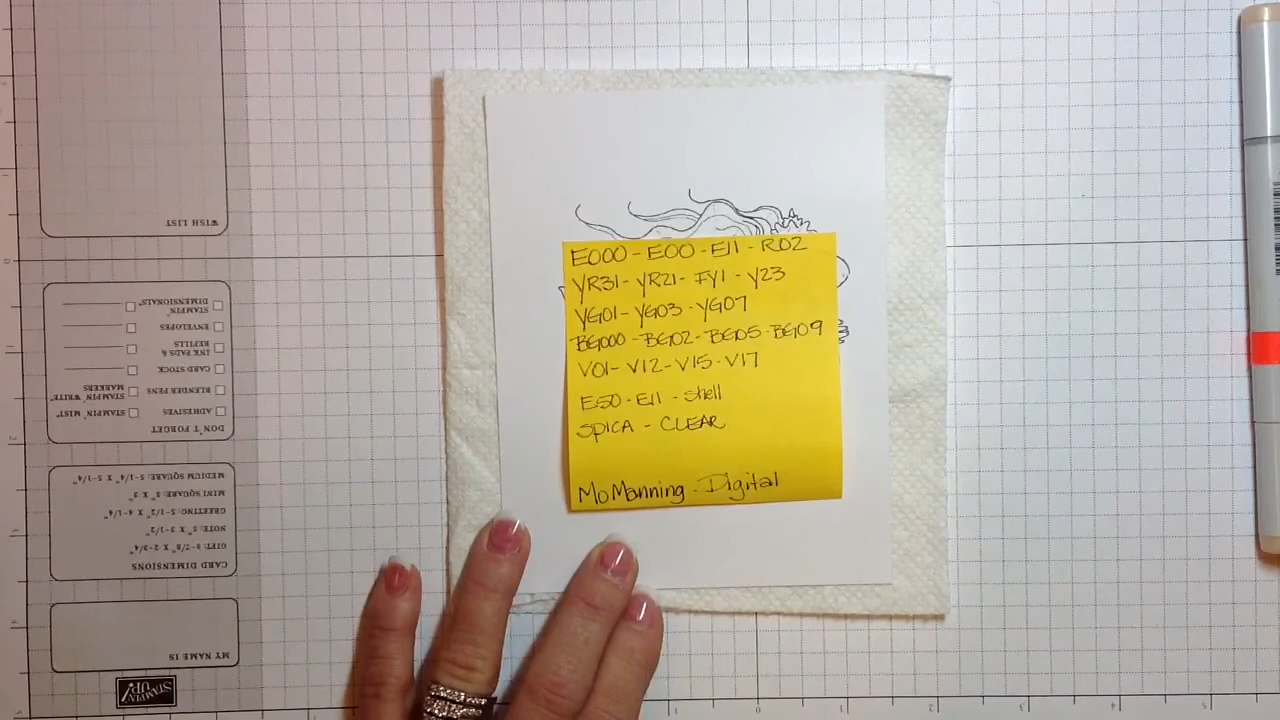 E000 - E00 - E11 - R02
YR31 - YR21 - FY1 - Y23
YG01 - YG03 - YG07
BG000 - BG02 - BG05 - BG09
V01 - V12 - V15 - V17
E50 - E11 - Shell
SPICA - CLEAR
Mo Manning - Digital
MY NAME IS
CARD DIMENSIONS
GIFT: 3-7/8" X 2-3/4"
NOTE: 5" X 3-1/2"
GREETING: 5-1/2" X 4-1/4"
MINI SQUARE: 3" X 3"
MEDIUM SQUARE: 5-1/4" X 5-1/4"
DON'T FORGET
ADHESIVES
BLENDER PENS
CARD STOCK
INK PADS & REFILLS
ENVELOPES
STAMPIN' DIMENSIONALS
STAMPIN' MIST
STAMPIN' WRITE MARKERS
WISH LIST
STAMPIN' UP!